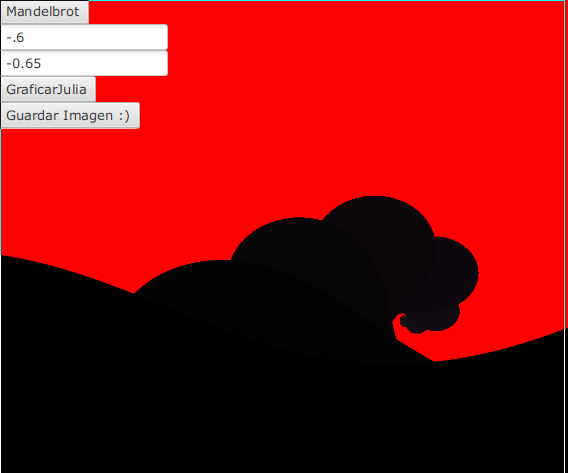 Mandelbrot
-.6
-0.65
GraficarJulia
Guardar Imagen :)